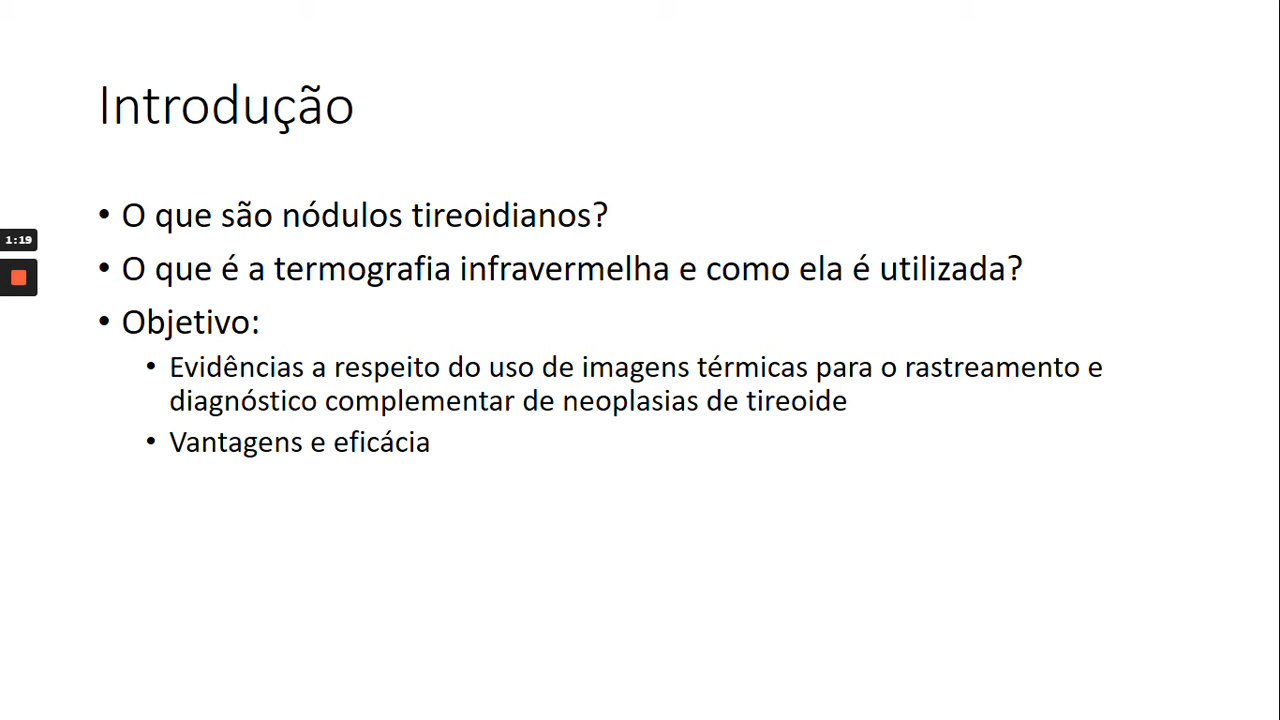 Introdução
• O que são nódulos tireoidianos?
1:19
• O que é a termografia infravermelha e como ela é utilizada?
• Objetivo:
• Evidências a respeito do uso de imagens térmicas para o rastreamento e
diagnóstico complementar de neoplasias de tireoide
• Vantagens e eficácia